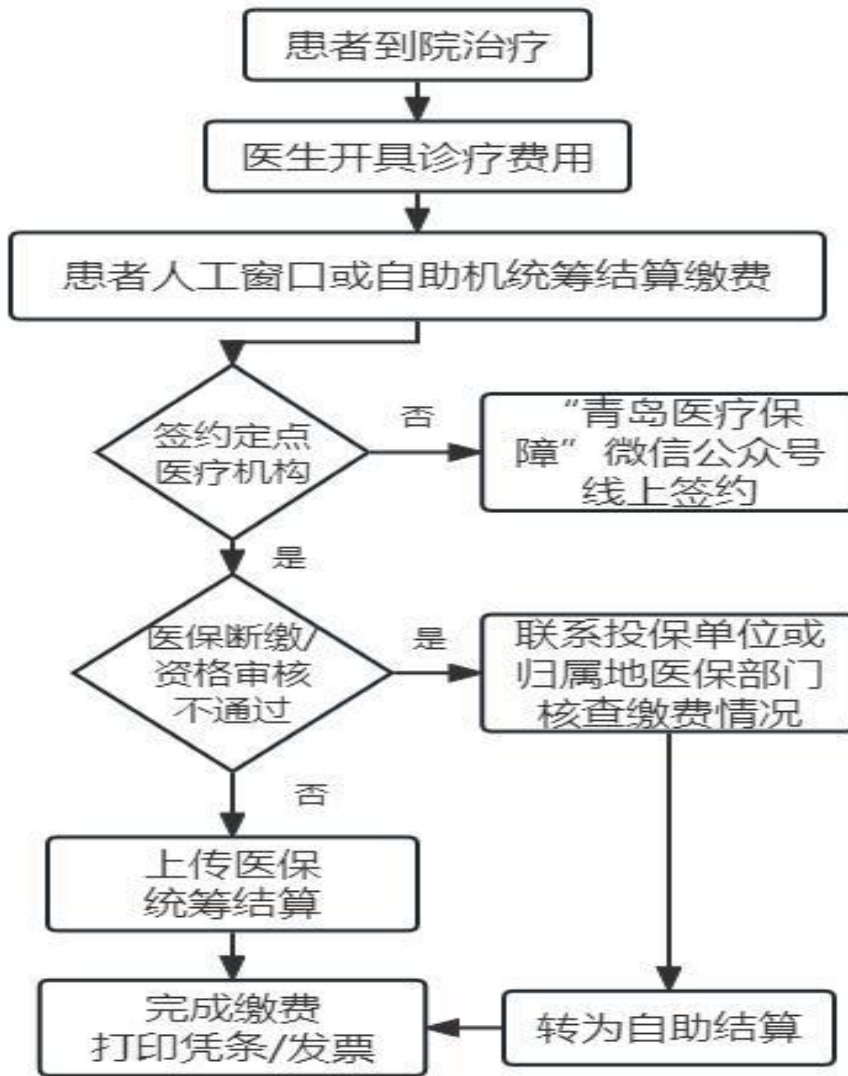 患者到院治疗
医生开具诊疗费用
患者人工窗口或自助机统筹结算缴费
签约定点
医疗机构
否
“青岛医疗保
障”微信公众号
线上签约
是
医保断缴/
资格审核
不通过
是
联系投保单位或
归属地医保部门
核查缴费情况
否
上传医保
统筹结算
完成缴费
打印凭条/发票
转为自助结算